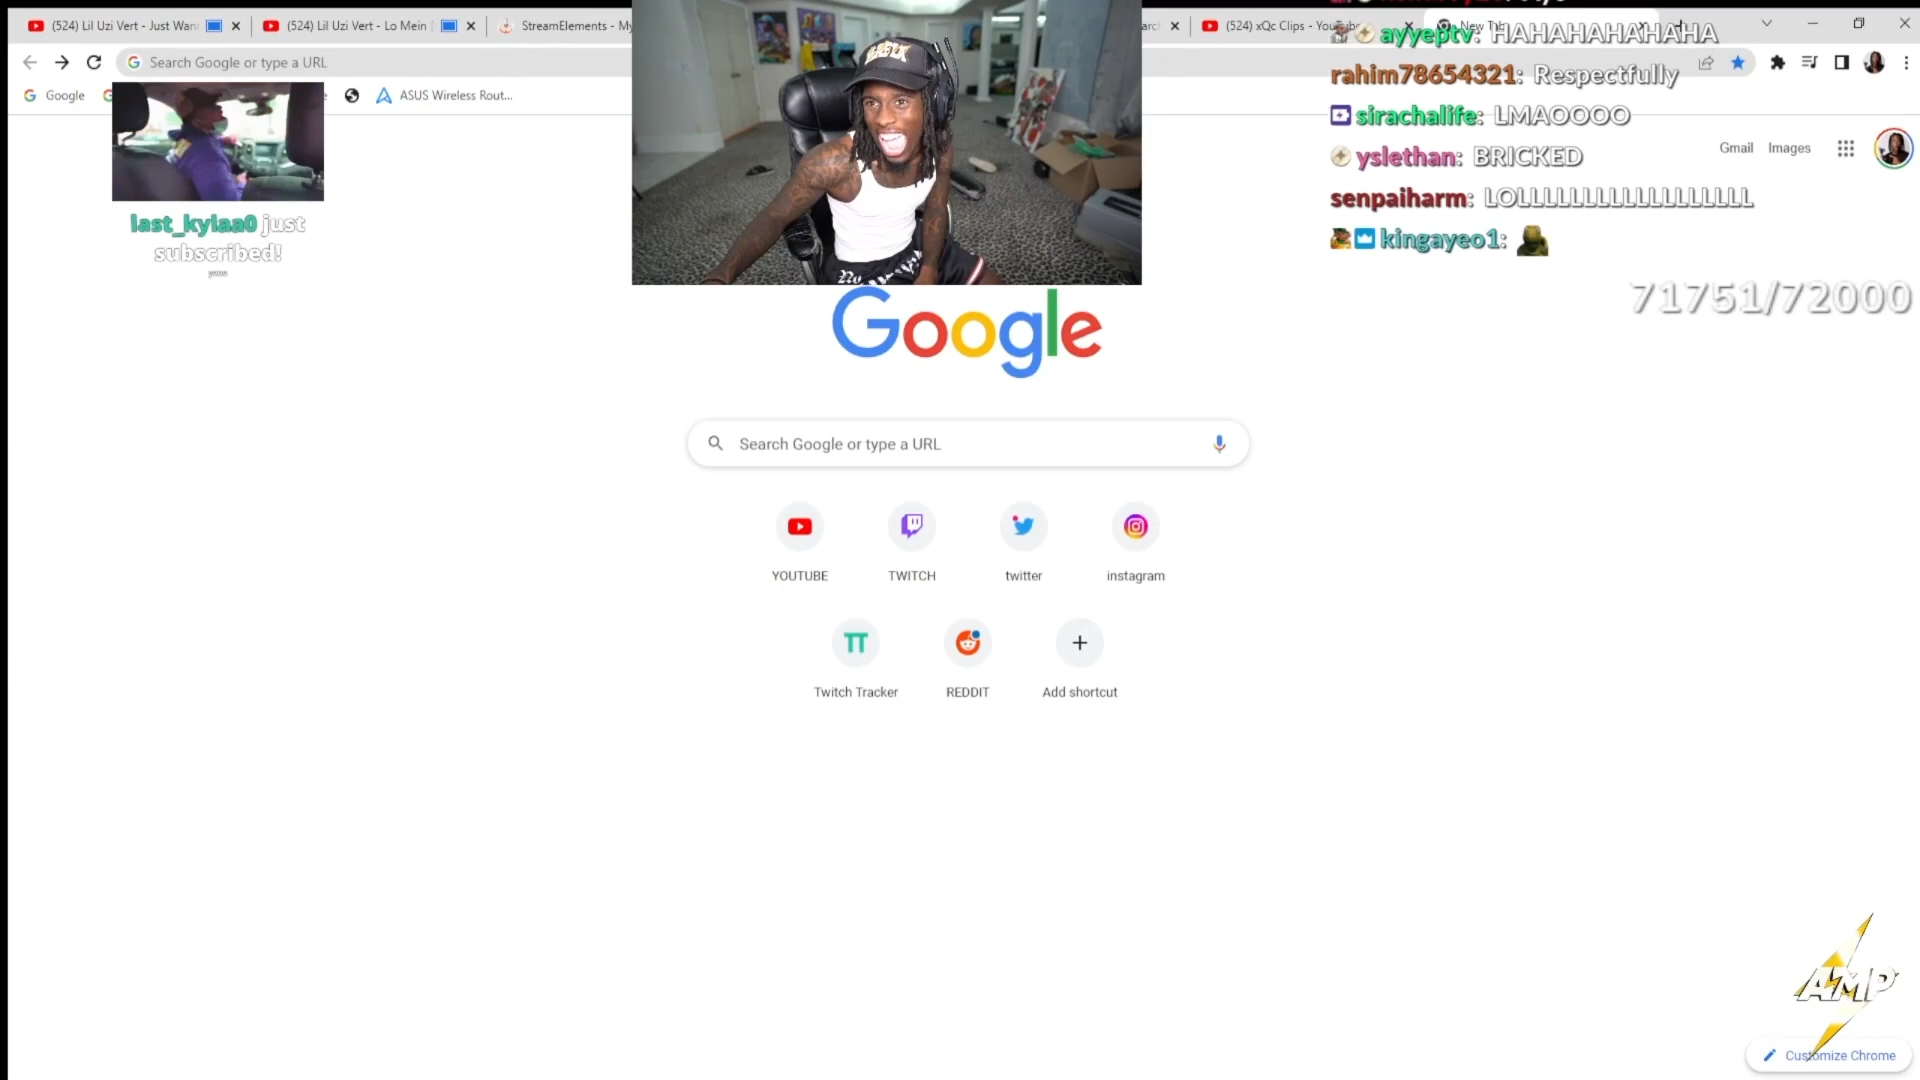 (524) Lil Uzi Vert - Just Wan
(524) Lil Uzi Vert - Lo Mein
StreamElements - My
(524) xQc Clips - YouTube
New Tab
Search Google or type a URL
Google
ASUS Wireless Rout...
ayyeptv: HAHAHAHAHAHA
rahim78654321: Respectfully
sirachalife: LMAOOOO
yslethan: BRICKED
senpaiharm: LOLLLLLLLLLLLLLLLLLL
kingayeo1:
Gmail
Images
last_kylaa0 just
subscribed!
71751/72000
Google
Search Google or type a URL
YOUTUBE
TWITCH
twitter
instagram
TT
Twitch Tracker
REDDIT
Add shortcut
AMP
Customize Chrome